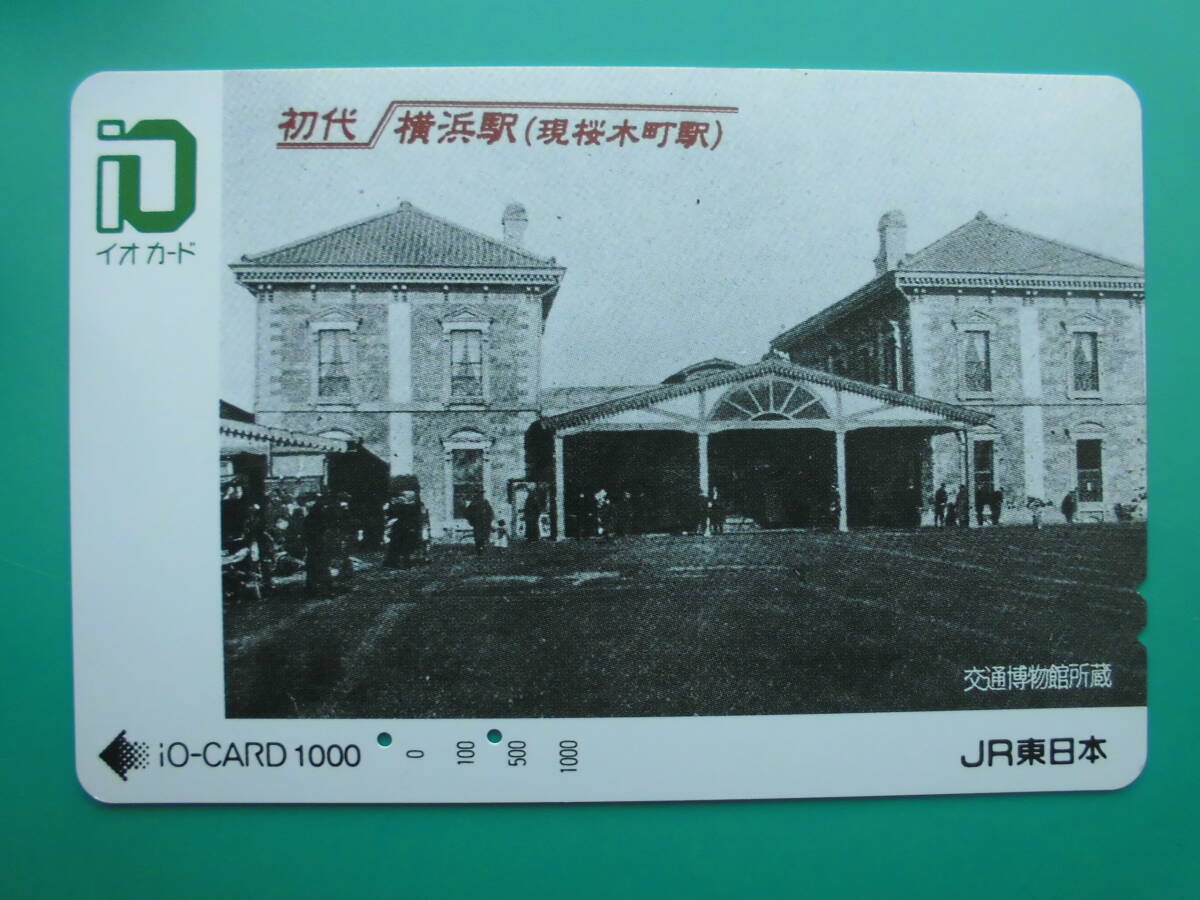 初代 横浜駅(現桜木町駅)
iO
イオカード
交通博物館所蔵
iO-CARD 1000
0 100 500 1000
JR東日本